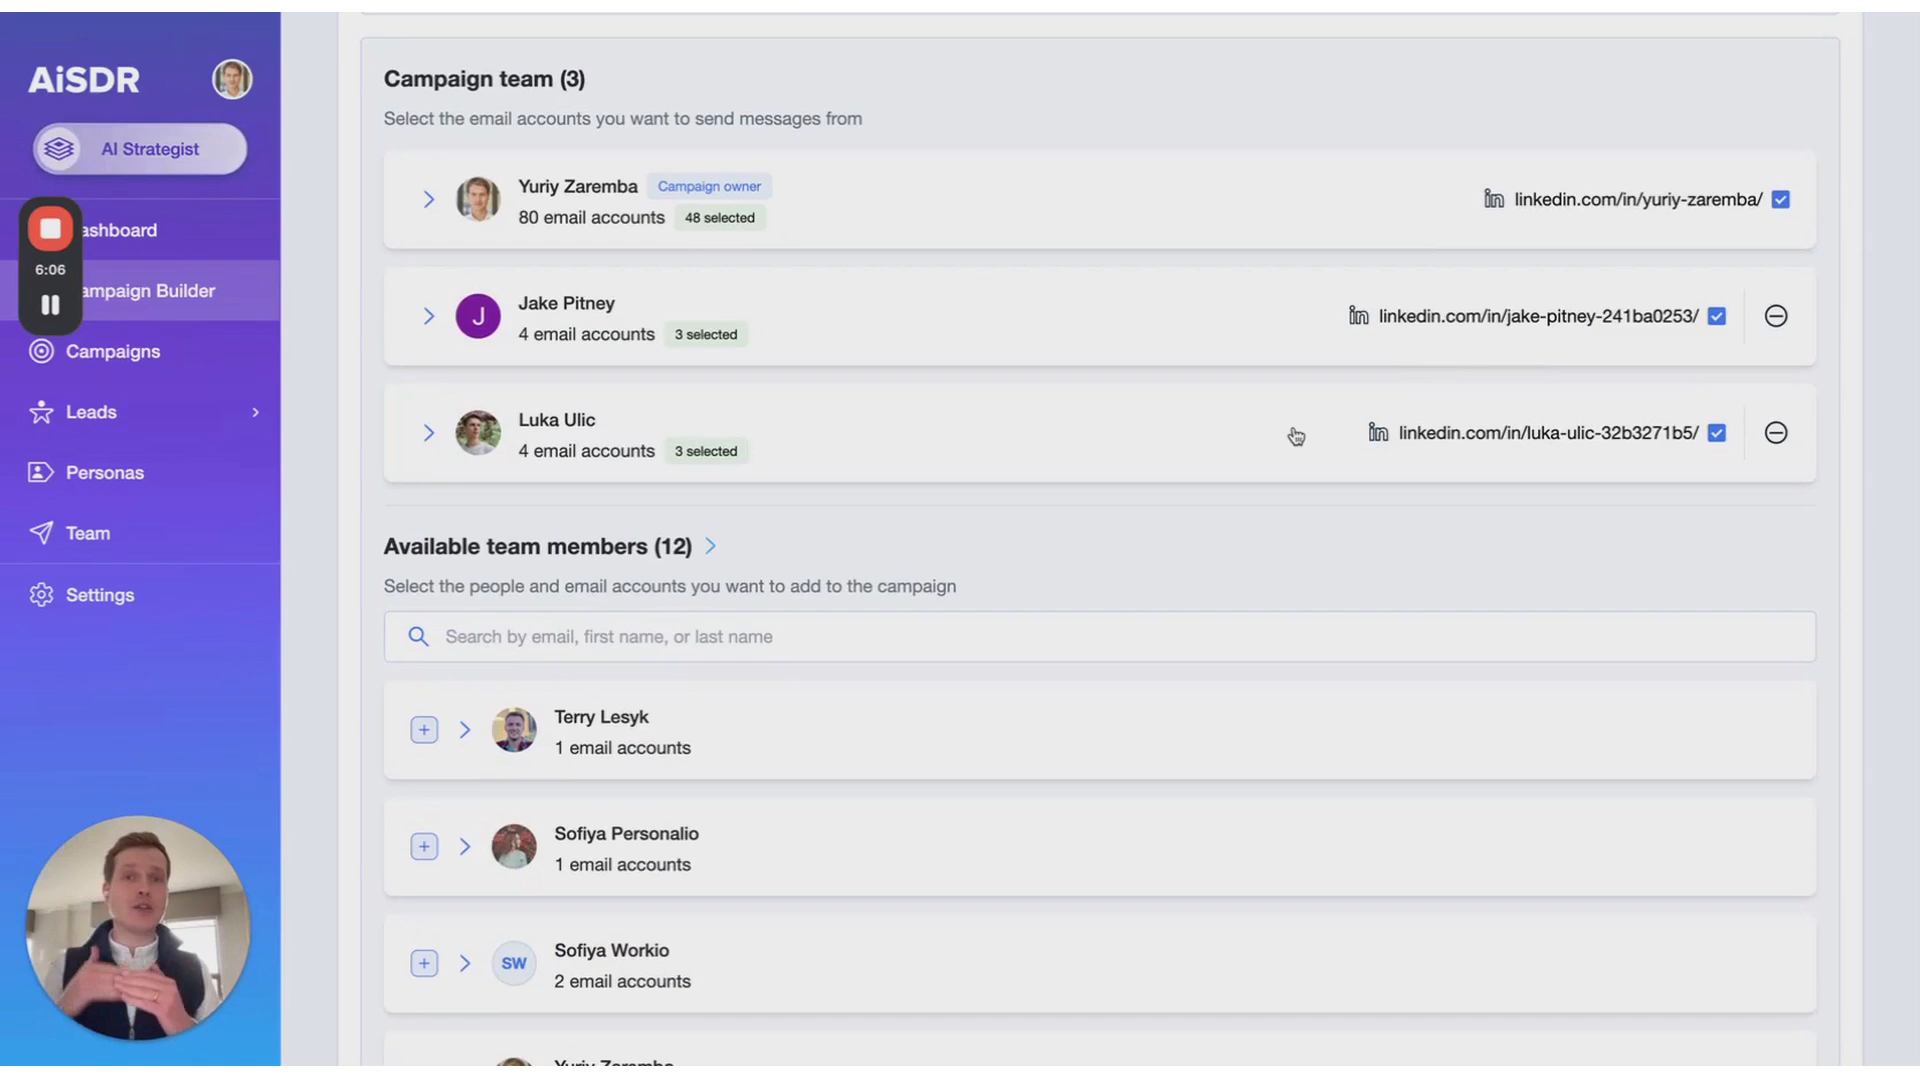 AiSDR
AI Strategist
ashboard
6:06
ampaign Builder
Campaigns
Leads
Personas
Team
Settings
Campaign team (3)
Select the email accounts you want to send messages from
Yuriy Zaremba
Campaign owner
80 email accounts
48 selected
linkedin.com/in/yuriy-zaremba/
Jake Pitney
J
4 email accounts
3 selected
linkedin.com/in/jake-pitney-241ba0253/
Luka Ulic
4 email accounts
3 selected
linkedin.com/in/luka-ulic-32b3271b5/
Available team members (12)
Select the people and email accounts you want to add to the campaign
Search by email, first name, or last name
Terry Lesyk
1 email accounts
Sofiya Personalio
1 email accounts
SW
Sofiya Workio
2 email accounts
Yuriy Zaremba